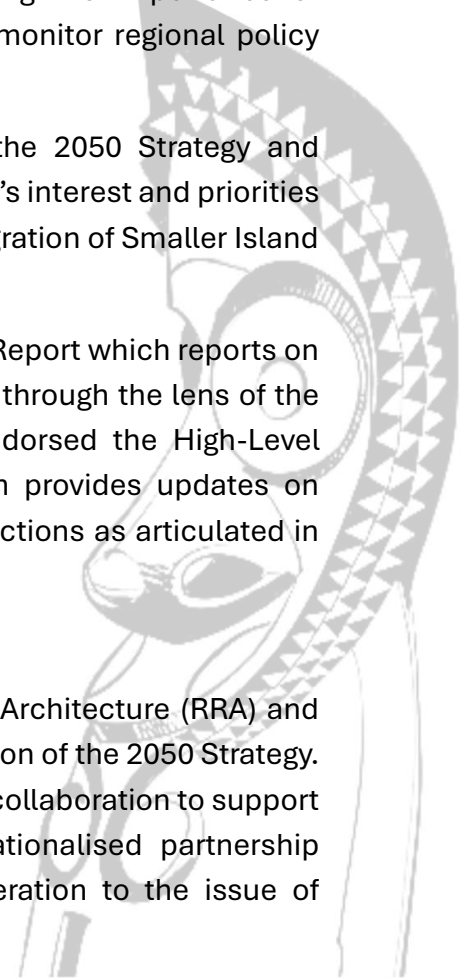 monitor regional policy
the 2050 Strategy and
's interest and priorities
gration of Smaller Island
Report which reports on
through the lens of the
dorsed the High-Level
provides updates on
ctions as articulated in
Architecture (RRA) and
on of the 2050 Strategy.
collaboration to support
ationalised partnership
eration to the issue of